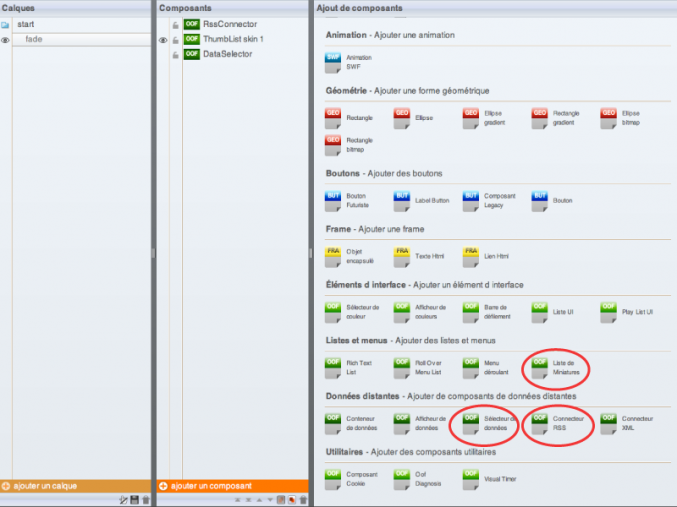 Calques
start
fade
ajouter un calque
Composants
OOF RssConnector
OOF ThumbList skin 1
OOF DataSelector
ajouter un composant
Ajout de composants
Animation - Ajouter une animation
SWF Animation SWF
Géométrie - Ajouter une forme géométrique
GEO Rectangle
GEO Ellipse
GEO Ellipse gradient
GEO Rectangle gradient
GEO Ellipse bitmap
GEO Rectangle bitmap
Boutons - Ajouter des boutons
BUT Bouton Futuriste
BUT Label Button
BUT Composant Legacy
BUT Bouton
Frame - Ajouter une frame
FRA Objet encapsulé
FRA Texte Html
FRA Lien Html
Éléments d interface - Ajouter un élément d interface
OOF Sélecteur de couleur
OOF Afficheur de couleurs
OOF Barre de défilement
OOF Liste UI
OOF Play List UI
Listes et menus - Ajouter des listes et menus
OOF Rich Text List
OOF Roll Over Menu List
OOF Menu déroulant
OOF Liste de Miniatures
Données distantes - Ajouter de composants de données distantes
OOF Conteneur de données
OOF Afficheur de données
OOF Sélecteur de données
OOF Connecteur RSS
OOF Connecteur XML
Utilitaires - Ajouter des composants utilitaires
OOF Composant Cookie
OOF Oof Diagnosis
OOF Visual Timer